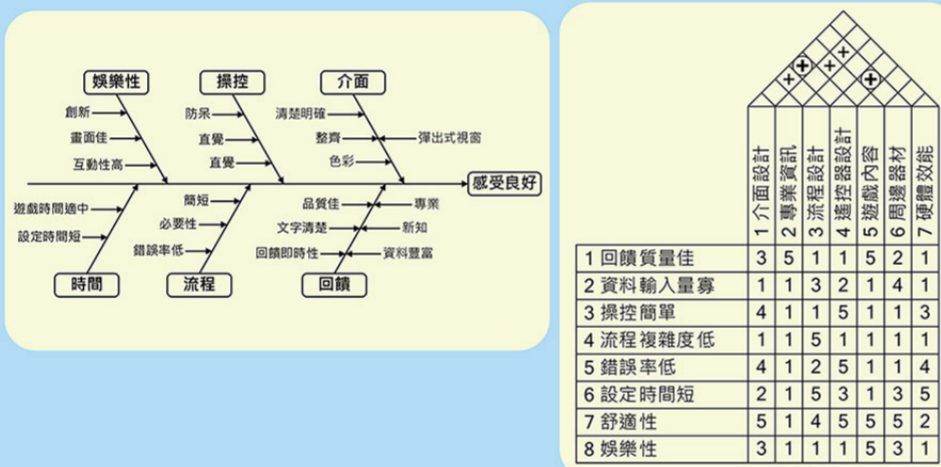 娛樂性
操控
介面
創新
畫面佳
互動性高
防呆
直覺
直覺
清楚明確
整齊
色彩
彈出式視窗
感受良好
遊戲時間適中
設定時間短
簡短
必要性
錯誤率低
品質佳
文字清楚
回饋即時性
專業
新知
資料豐富
時間
流程
回饋
+ + + + + +
1 介面設計
2 專業資訊
3 流程設計
4 遙控器設計
5 遊戲內容
6 周邊器材
7 硬體效能
1 回饋質量佳 3 5 1 1 5 2 1
2 資料輸入量寡 1 1 3 2 1 4 1
3 操控簡單 4 1 1 5 1 1 3
4 流程複雜度低 1 1 5 1 1 1 1
5 錯誤率低 4 1 2 5 1 1 4
6 設定時間短 2 1 5 3 1 3 5
7 舒適性 5 1 4 5 5 5 2
8 娛樂性 3 1 1 1 5 3 1